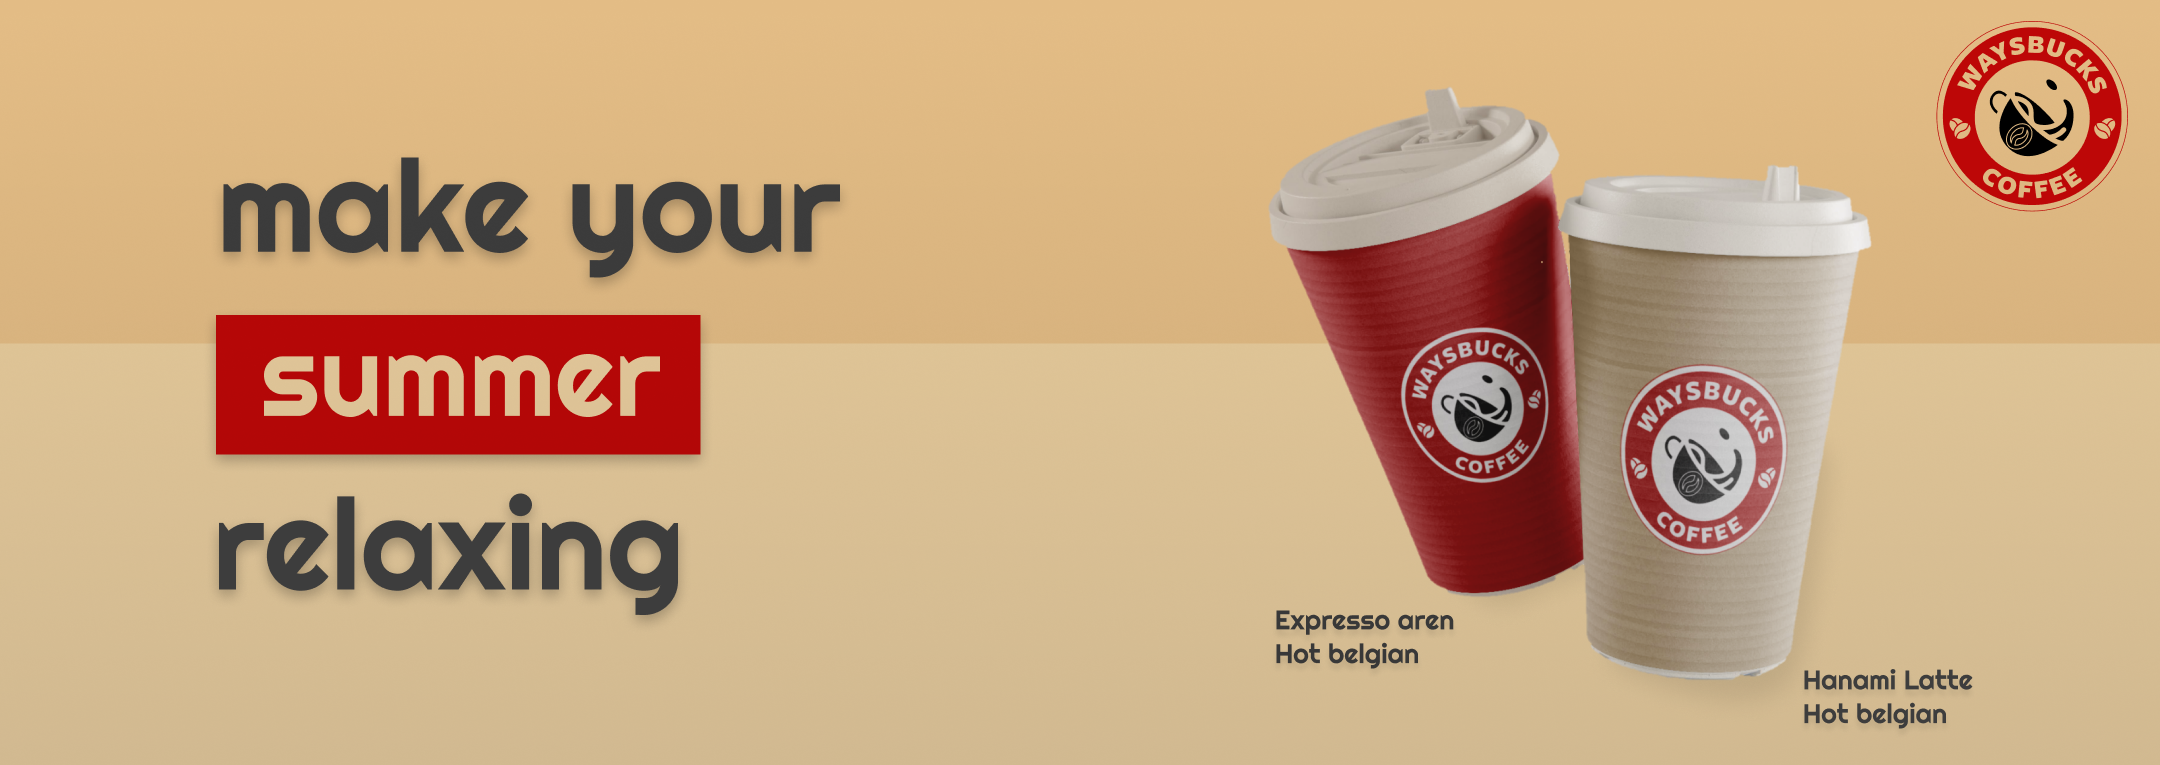 make your
summer
relaxing
WAYSBUCKS
COFFEE
WAYSBUCKS
COFFEE
WAYSBUCKS
COFFEE
Expresso aren
Hot belgian
Hanami Latte
Hot belgian